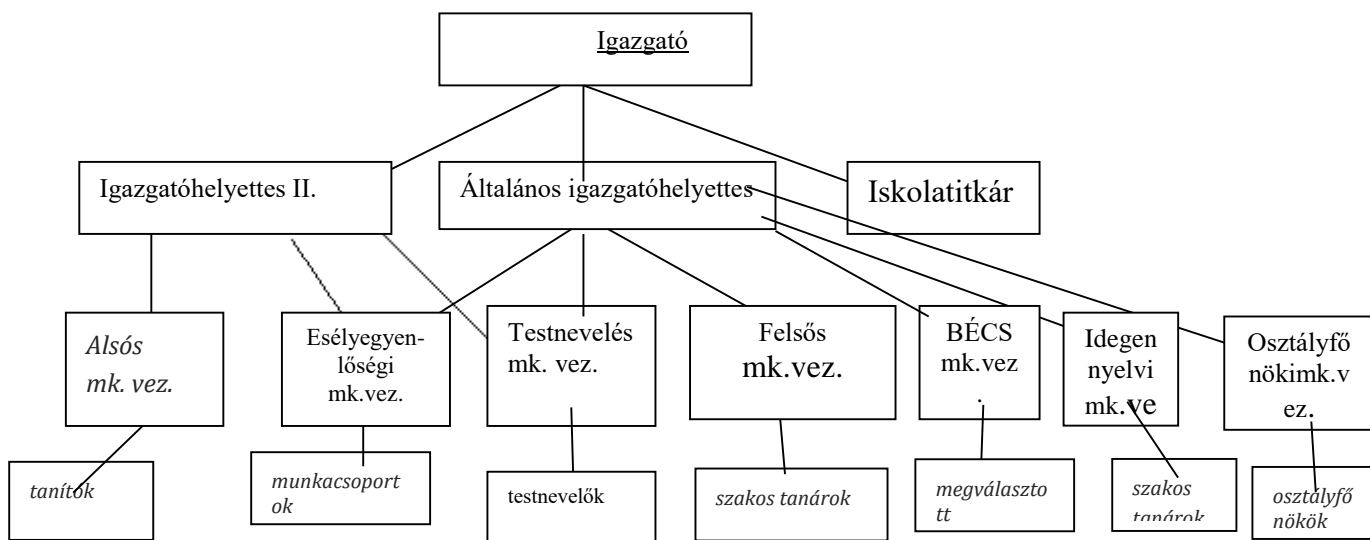 Igazgató
Igazgatóhelyettes II.
Általános igazgatóhelyettes
Iskolatitkár
Alsós
mk. vez.
Esélyegyen-
lőségi
mk.vez.
Testnevelés
mk. vez.
Felsős
mk.vez.
BÉCS
mk.vez
.
Idegen
nyelvi
mk.ve
Osztályfő
nökimk.v
ez.
tanítók
munkacsoport
ok
testnevelők
szakos tanárok
megválaszto
tt
szakos
tanárok
osztályfő
nökök